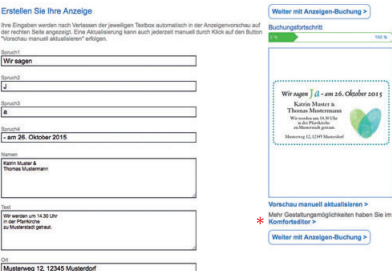 Erstellen Sie Ihre Anzeige
Ihre Eingaben werden nach Verlassen der jeweiligen Textbox automatisch in der Anzeigenvorschau auf
der rechten Seite angezeigt. Eine Aktualisierung kann auch jederzeit manuell durch Klick auf den Button
"Vorschau manuell aktualisieren" erfolgen.
Spruch1
Wir sagen
Spruch2
J
Spruch3
a
Spruch4
- am 26. Oktober 2015
Namen
Katrin Muster &
Thomas Mustermann
Text
Wir werden um 14.30 Uhr
in der Pfarrkirche
zu Musterstadt getraut.
Ort
Musterweg 12, 12345 Musterdorf
Weiter mit Anzeigen-Buchung >
Buchungsfortschritt:
100 %
Wir sagen Ja - am 26. Oktober 2015
Katrin Muster &
Thomas Mustermann
Wir werden um 14.30 Uhr
in der Pfarrkirche
zu Musterstadt getraut.
Musterweg 12, 12345 Musterdorf
Vorschau manuell aktualisieren >
Mehr Gestaltungsmöglichkeiten haben Sie im
* Komforteditor >
Weiter mit Anzeigen-Buchung >